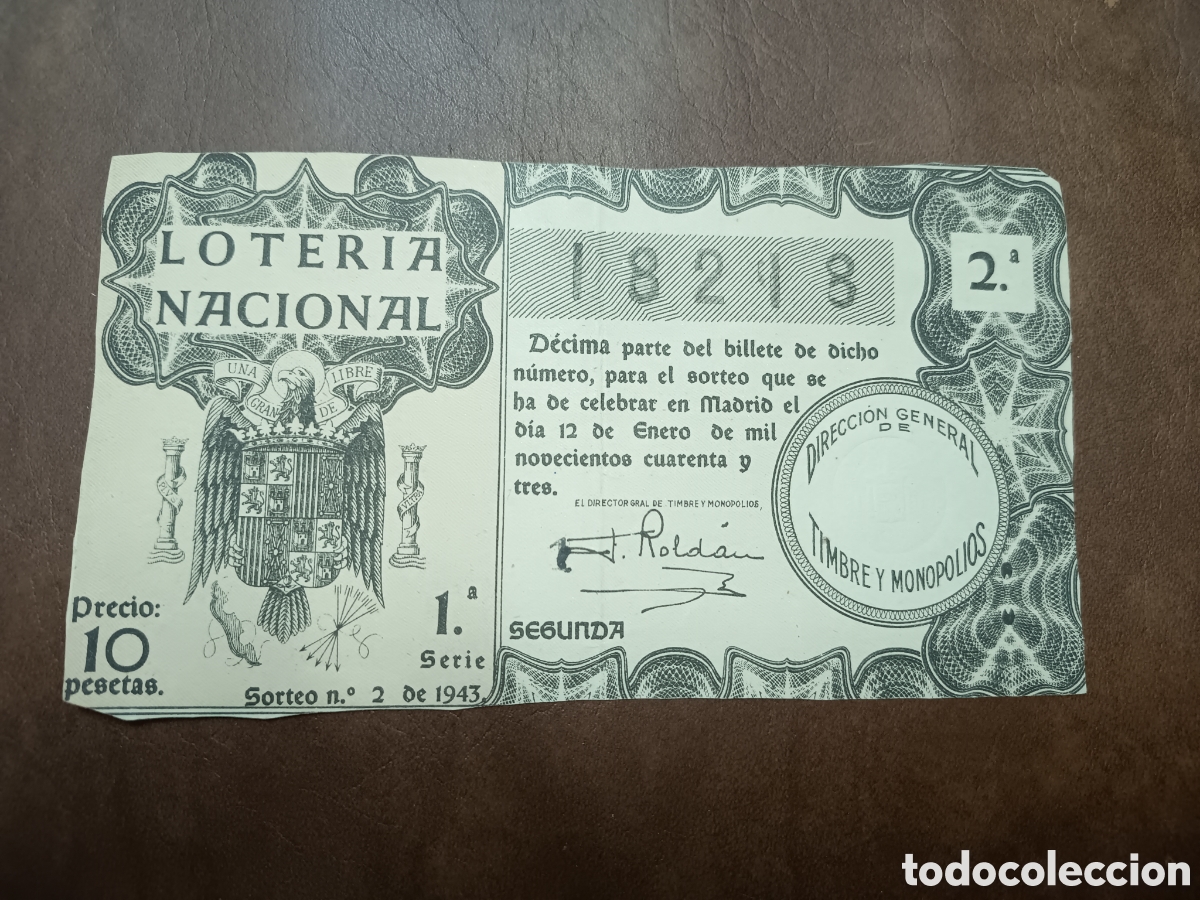 LOTERIA
NACIONAL
UNA
GRANDE
LIBRE
Precio:
10
pesetas.
1.ª
Serie
Sorteo n.º 2 de 1943.
18248
2.ª
Décima parte del billete de dicho
número, para el sorteo que se
ha de celebrar en Madrid el
día 12 de Enero de mil
novecientos cuarenta y
tres.
EL DIRECTOR GRAL DE TIMBRE Y MONOPOLIOS,
J. Roldán
SEGUNDA
DIRECCIÓN GENERAL
DE
TIMBRE Y MONOPOLIOS
todocoleccion